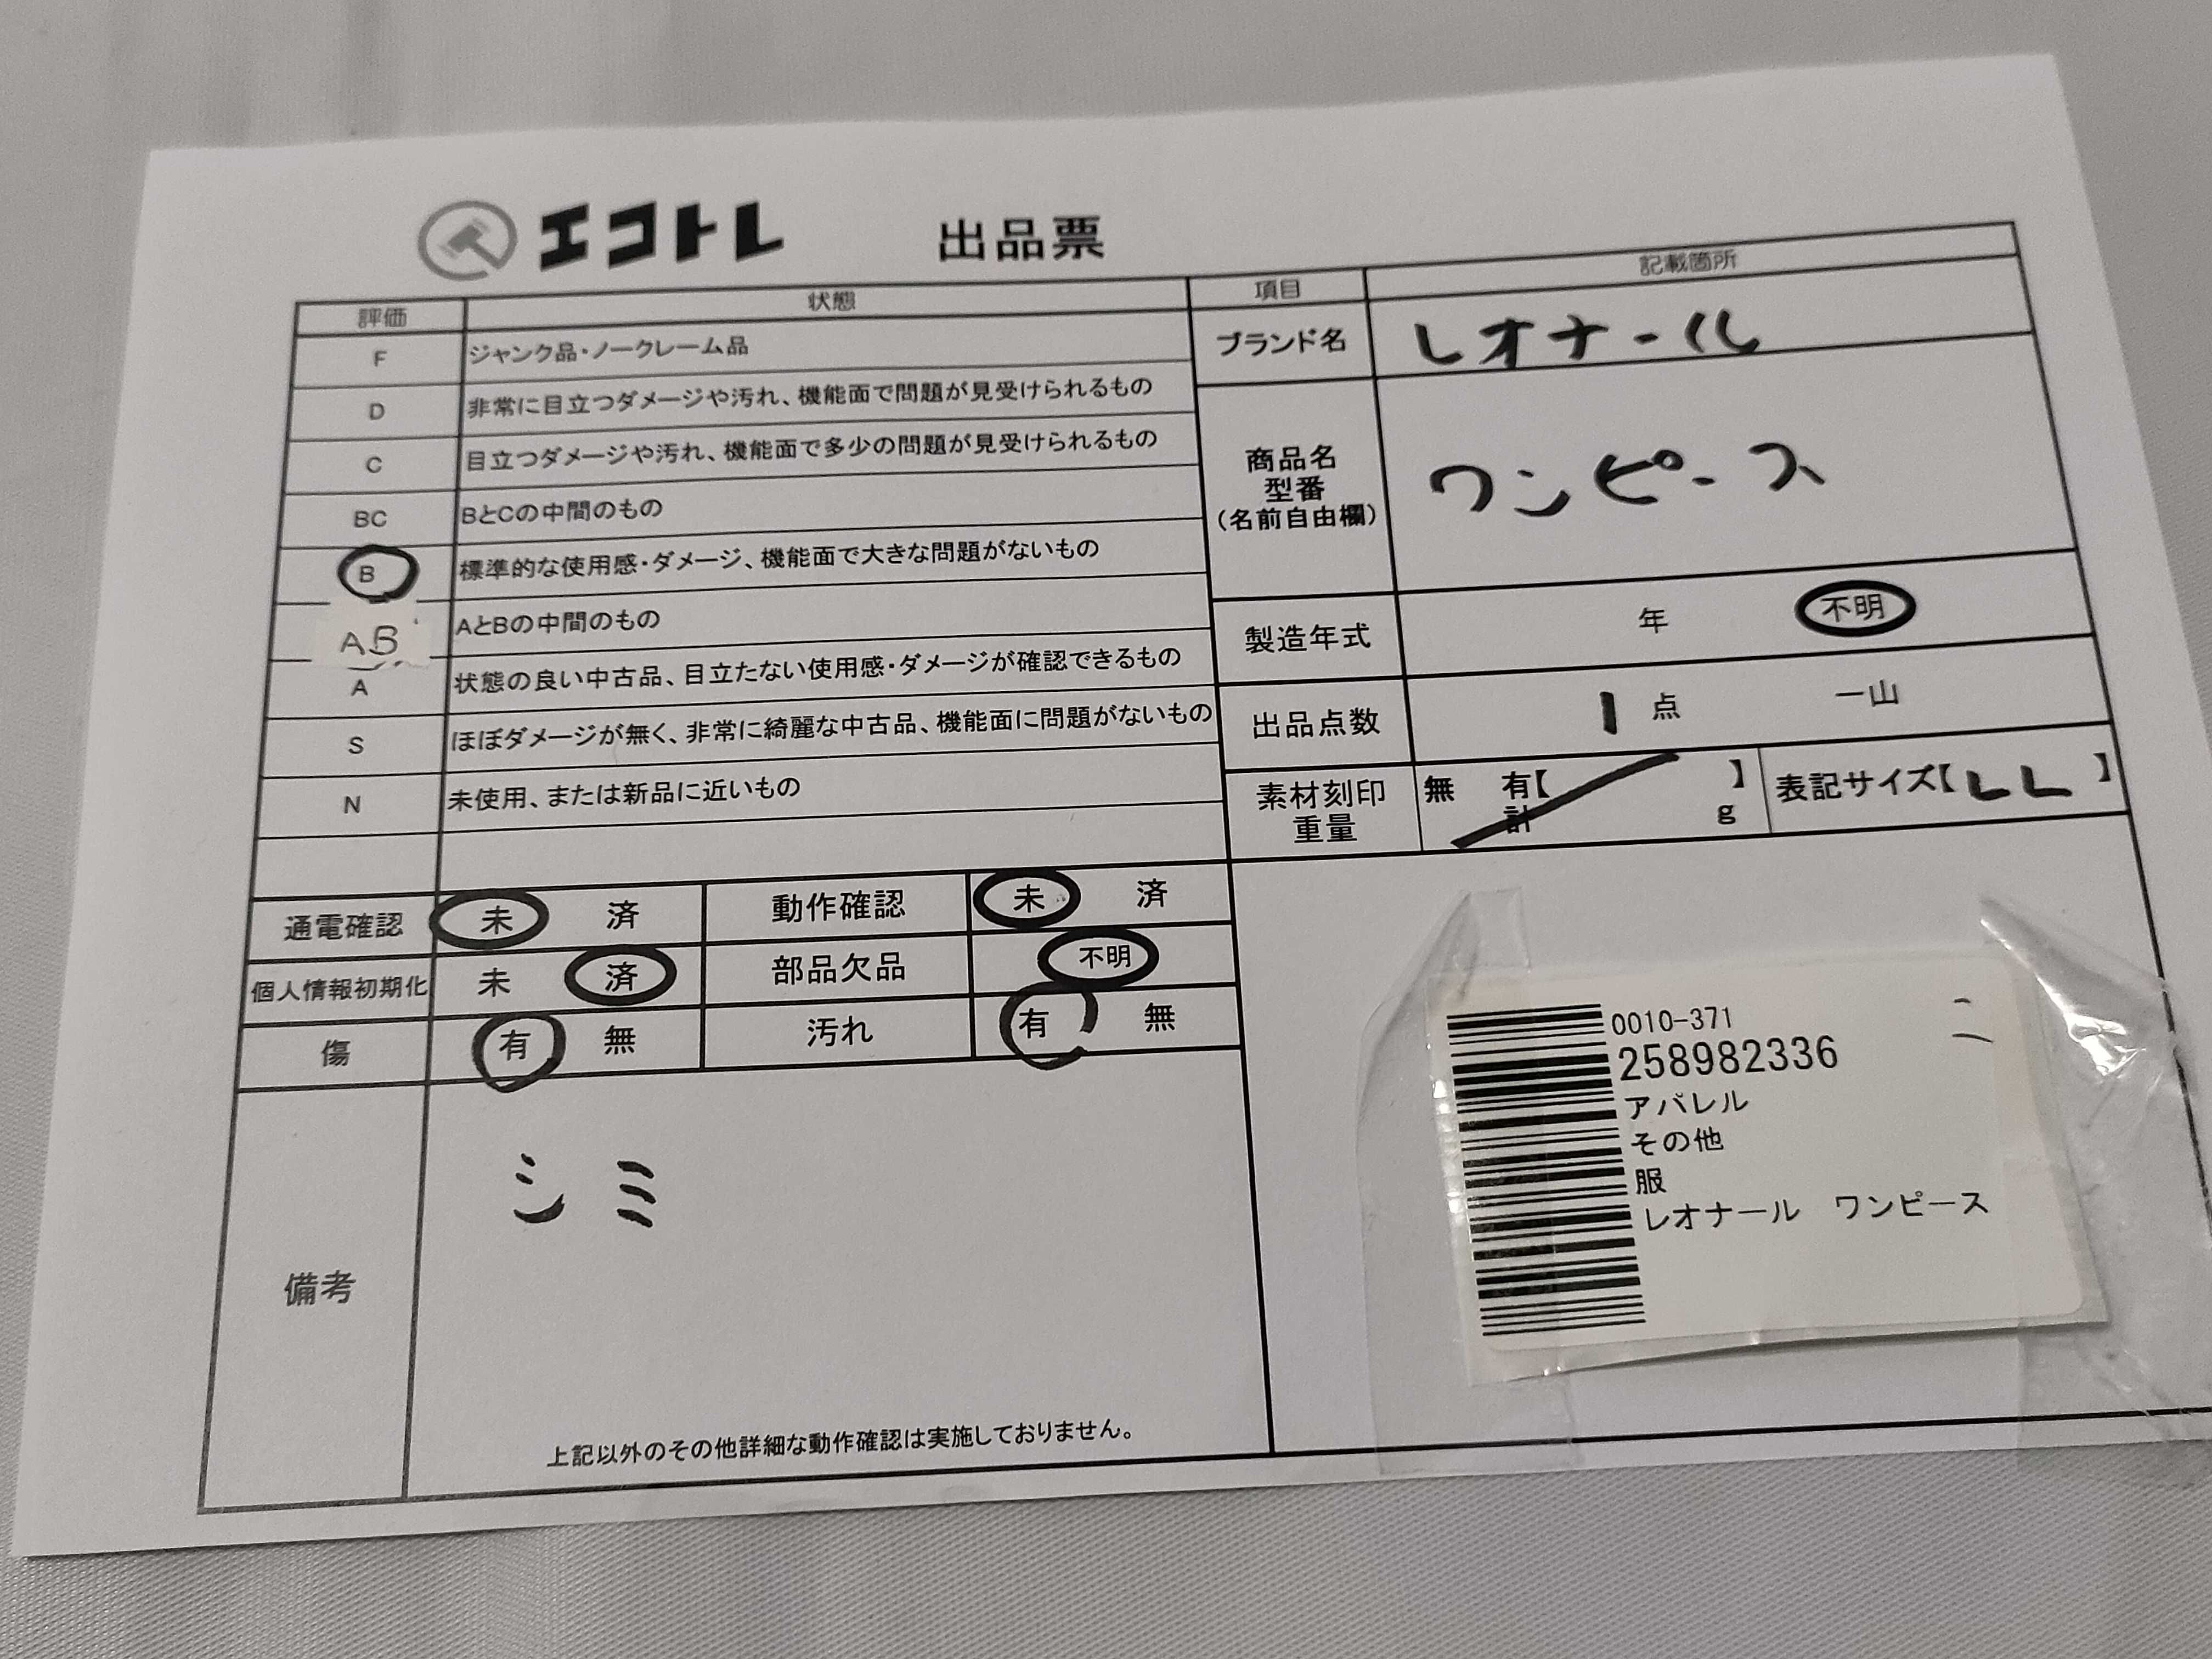 エコトレ 出品票
評価 状態
F ジャンク品・ノークレーム品
D 非常に目立つダメージや汚れ、機能面で問題が見受けられるもの
C 目立つダメージや汚れ、機能面で多少の問題が見受けられるもの
BC BとCの中間のもの
B 標準的な使用感・ダメージ、機能面で大きな問題がないもの
AB AとBの中間のもの
A 状態の良い中古品、目立たない使用感・ダメージが確認できるもの
S ほぼダメージが無く、非常に綺麗な中古品、機能面に問題がないもの
N 未使用、または新品に近いもの
通電確認 未 済 動作確認 未 済
個人情報初期化 未 済 部品欠品 不明
傷 有 無 汚れ 有 無
備考
シミ
上記以外のその他詳細な動作確認は実施しておりません。
項目 記載箇所
ブランド名 レオナール
商品名
型番
(名前自由欄)
ワンピース
製造年式 年 不明
出品点数 1 点 一山
素材刻印 無 有【 】
重量 計 g
表記サイズ【LL】
0010-371
258982336
アパレル
その他
服
レオナール ワンピース